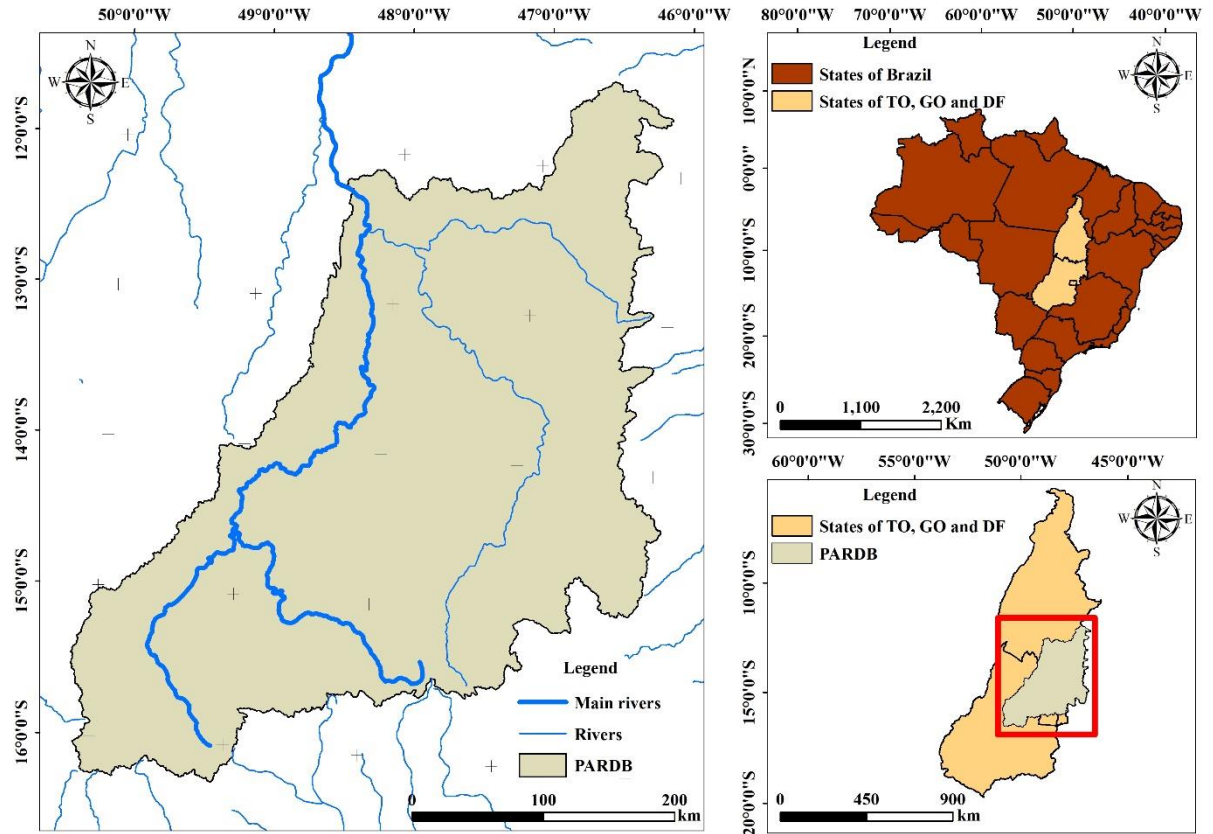 50°0'0"W 49°0'0"W 48°0'0"W 47°0'0"W 46°0'0"W
N
W E
S
12°0'0"S
13°0'0"S
14°0'0"S
15°0'0"S
16°0'0"S
Legend
Main rivers
Rivers
PARDB
0 100 200
km
80°0'0"W 70°0'0"W 60°0'0"W 50°0'0"W 40°0'0"W
Legend
States of Brazil
States of TO, GO and DF
N
W E
S
10°0'0"N
0°0'0"S
10°0'0"S
20°0'0"S
30°0'0"S
0 1,100 2,200
Km
60°0'0"W 55°0'0"W 50°0'0"W 45°0'0"W
Legend
States of TO, GO and DF
PARDB
N
W E
S
10°0'0"S
15°0'0"S
20°0'0"S
0 450 900
km